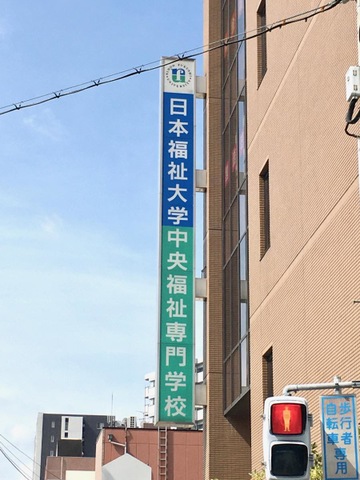 日本福祉大学
中央福祉専門学校
歩行者
自転車専用